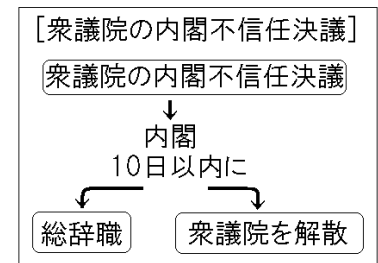 [衆議院の内閣不信任決議]
衆議院の内閣不信任決議
内閣
10日以内に
総辞職
衆議院を解散